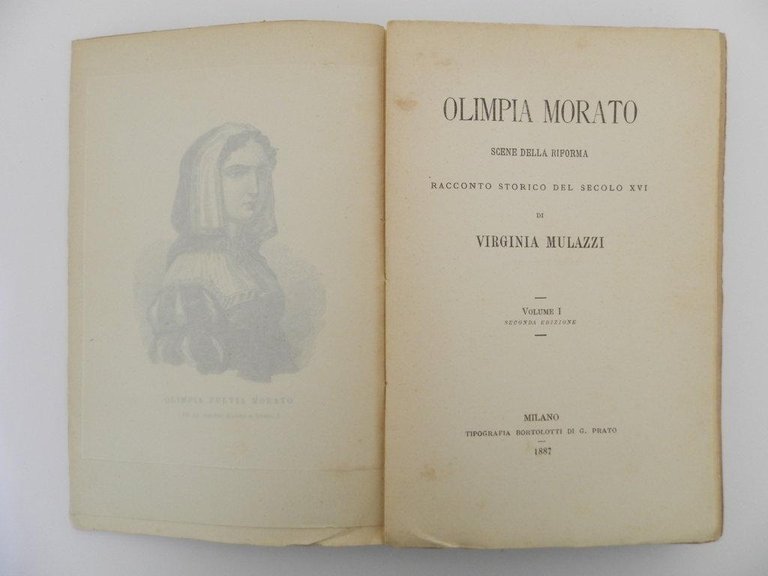 OLIMPIA FULVIA MORATO
OLIMPIA MORATO
SCENE DELLA RIFORMA
RACCONTO STORICO DEL SECOLO XVI
DI
VIRGINIA MULAZZI
VOLUME I
SECONDA EDIZIONE
MILANO
TIPOGRAFIA BORTOLOTTI DI G. PRATO
1887